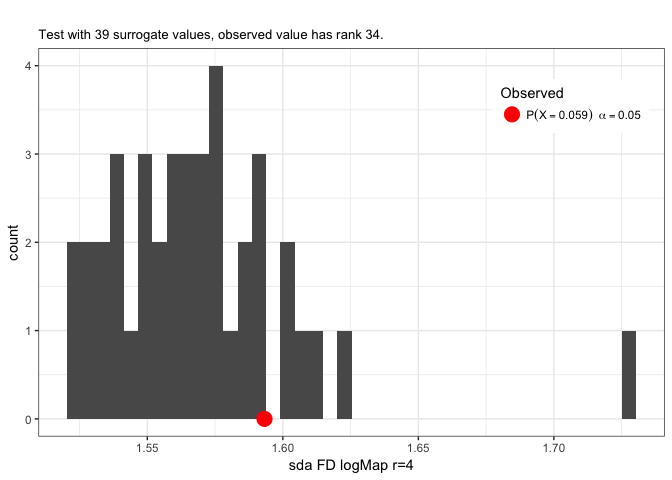 Test with 39 surrogate values, observed value has rank 34.
4
3
2
1
0
count
Observed
P(X = 0.059) α = 0.05
1.55
1.60
1.65
1.70
sda FD logMap r=4